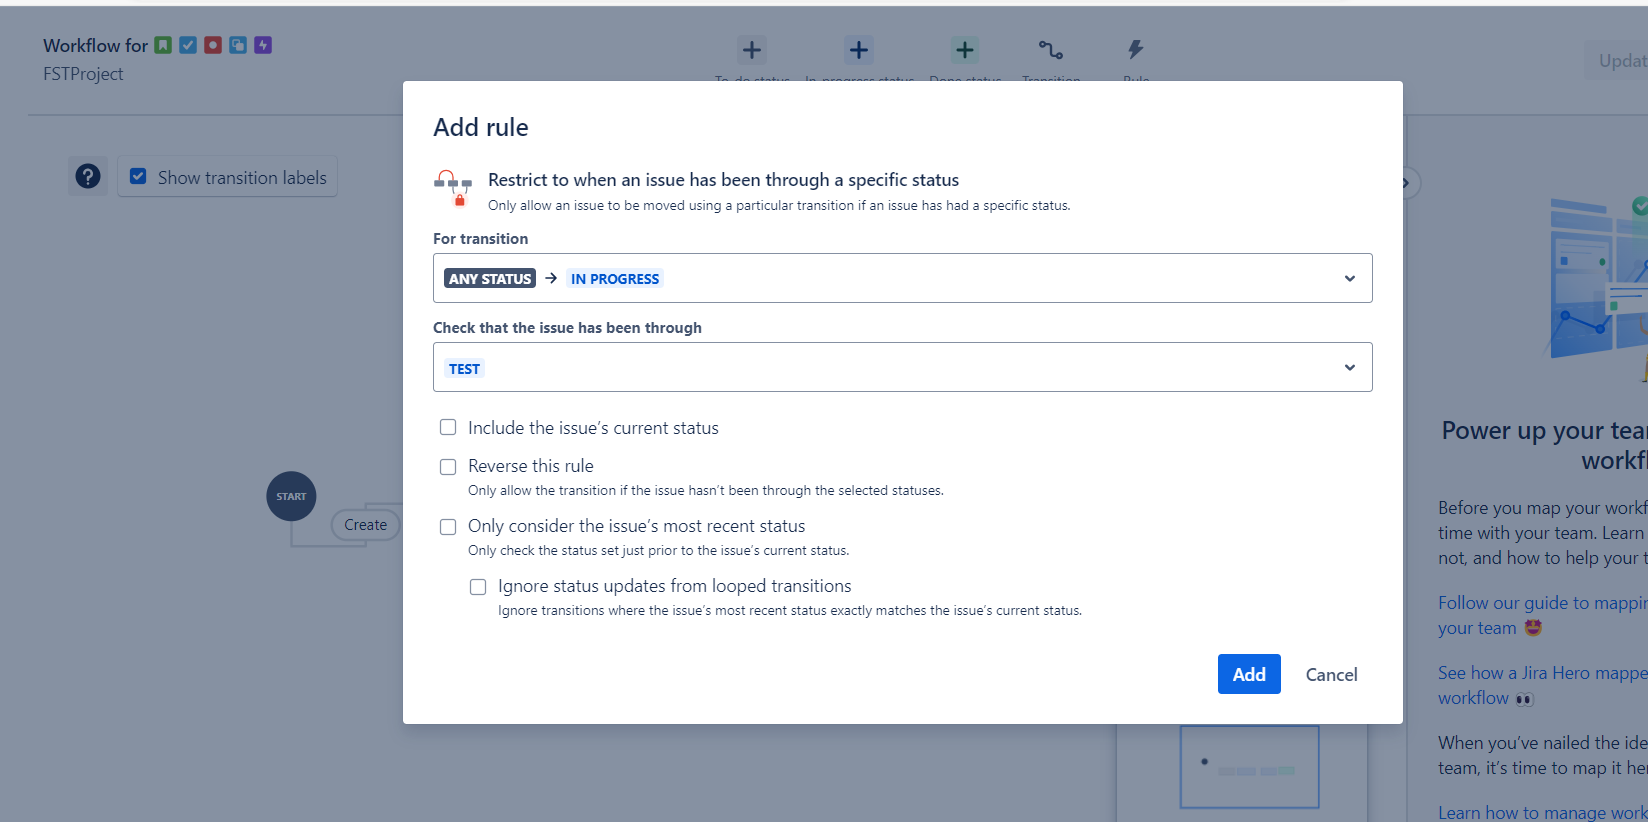 Workflow for
FSTProject
To-do status In-progress status Done status Transition Rule
Updat
Show transition labels
START
Create
Add rule
Restrict to when an issue has been through a specific status
Only allow an issue to be moved using a particular transition if an issue has had a specific status.
For transition
ANY STATUS → IN PROGRESS
Check that the issue has been through
TEST
Include the issue's current status
Reverse this rule
Only allow the transition if the issue hasn't been through the selected statuses.
Only consider the issue's most recent status
Only check the status set just prior to the issue's current status.
Ignore status updates from looped transitions
Ignore transitions where the issue's most recent status exactly matches the issue's current status.
Add Cancel
Power up your tea
workfl
Before you map your workf
time with your team. Learn
not, and how to help your t
Follow our guide to mappin
your team 🤩
See how a Jira Hero mappe
workflow 👀
When you've nailed the ide
team, it's time to map it he
Learn how to manage work